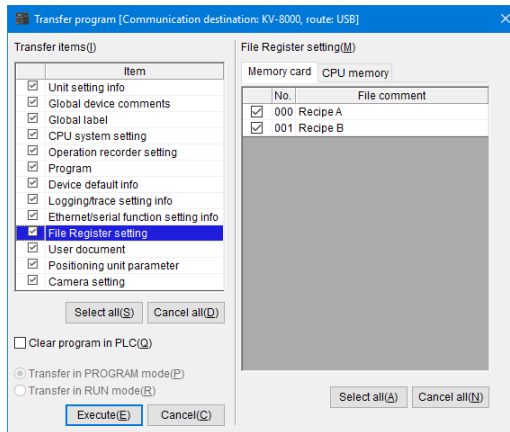 Transfer program [Communication destination: KV-8000, route: USB]
Transfer items(I)
Item
Unit setting info
Global device comments
Global label
CPU system setting
Operation recorder setting
Program
Device default info
Logging/trace setting info
Ethernet/serial function setting info
File Register setting
User document
Positioning unit parameter
Camera setting
Select all(S) Cancel all(D)
Clear program in PLC(Q)
Transfer in PROGRAM mode(P)
Transfer in RUN mode(R)
Execute(E) Cancel(C)
File Register setting(M)
Memory card CPU memory
No. File comment
000 Recipe A
001 Recipe B
Select all(A) Cancel all(N)